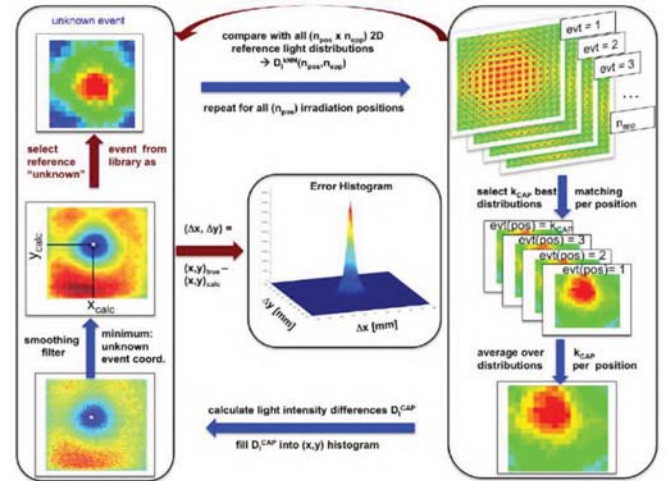 unknown event
compare with all (npos x nepp) 2D
reference light distributions
→ DIkNN(npos,nepp)
repeat for all (npos) irradiation positions
evt = 1
evt = 2
evt = 3
...
nepp
select event from
reference library as
"unknown"
select kCAP best matching
distributions per position
evt(pos) = kCAP
evt(pos) = 3
evt(pos) = 2
evt(pos)= 1
Error Histogram
(Δx, Δy) =
(x,y)true –
(x,y)calc
Δy [mm]
Δx [mm]
ycalc
xcalc
smoothing minimum:
filter unknown
event coord.
average over kCAP
distributions per position
calculate light intensity differences DICAP
fill DICAP into (x,y) histogram